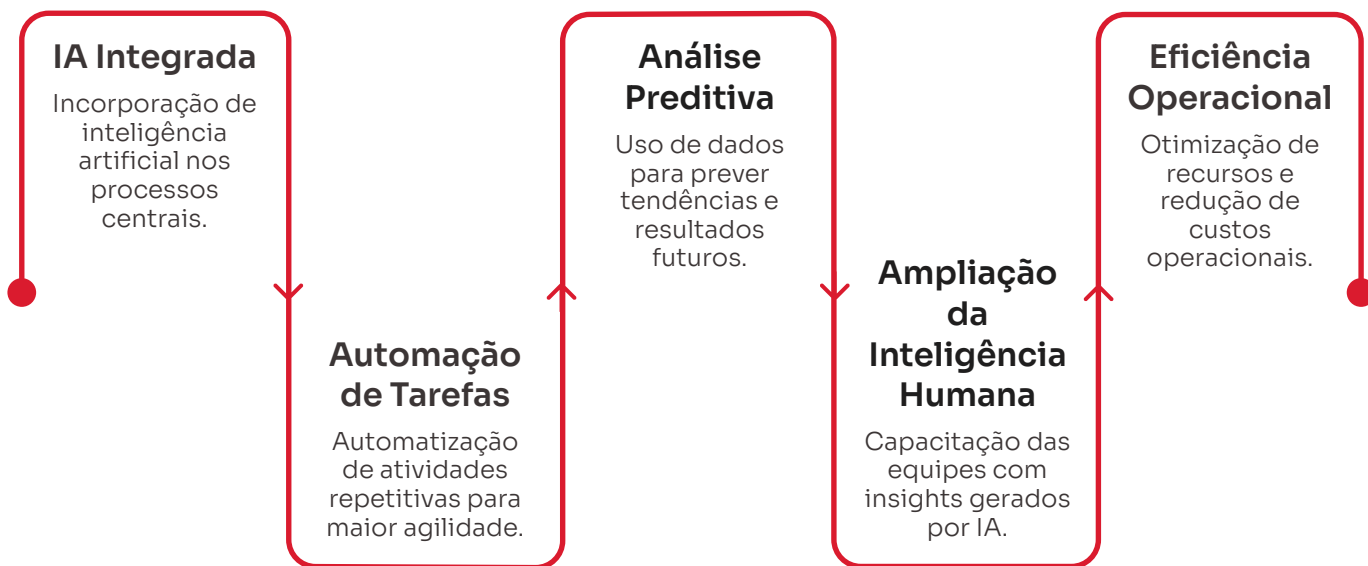 IA Integrada
Incorporação de
inteligência
artificial nos
processos
centrais.
Automação
de Tarefas
Automatização
de atividades
repetitivas para
maior agilidade.
Análise
Preditiva
Uso de dados
para prever
tendências e
resultados
futuros.
Ampliação
da
Inteligência
Humana
Capacitação das
equipes com
insights gerados
por IA.
Eficiência
Operacional
Otimização de
recursos e
redução de
custos
operacionais.